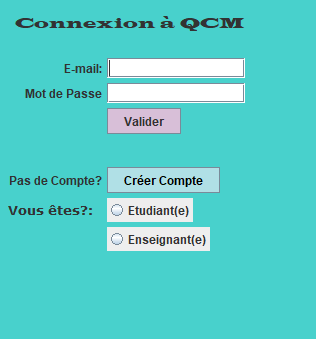 Connexion à QCM
E-mail:
Mot de Passe
Valider
Pas de Compte? Créer Compte
Vous êtes?: Etudiant(e)
Enseignant(e)